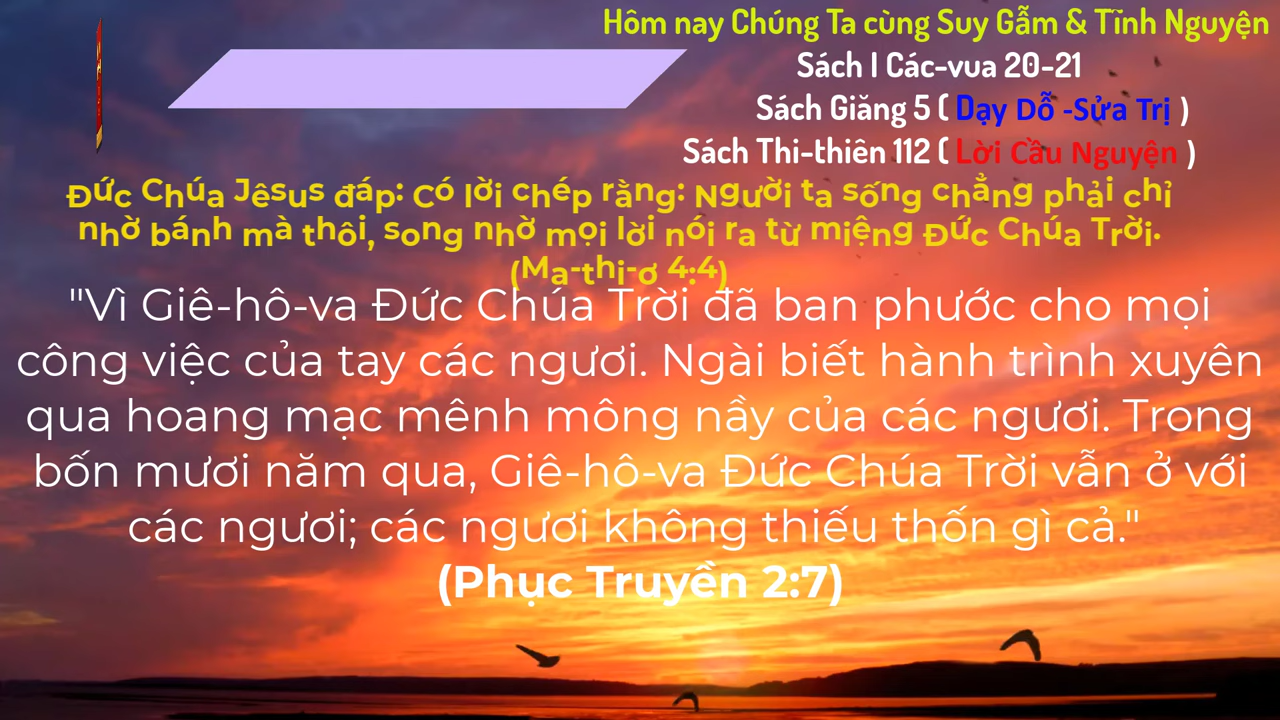 Hôm nay Chúng Ta cùng Suy Gẫm & Tĩnh Nguyện
Sách I Các-vua 20-21
Sách Giăng 5 ( Dạy Dỗ -Sửa Trị )
Sách Thi-thiên 112 ( Lời Cầu Nguyện )
Đức Chúa Jêsus đáp: Có lời chép rằng: Người ta sống chẳng phải chỉ
nhờ bánh mà thôi, song nhờ mọi lời nói ra từ miệng Đức Chúa Trời.
(Ma-thi-ơ 4:4)
"Vì Giê-hô-va Đức Chúa Trời đã ban phước cho mọi
công việc của tay các ngươi. Ngài biết hành trình xuyên
qua hoang mạc mênh mông nầy của các ngươi. Trong
bốn mươi năm qua, Giê-hô-va Đức Chúa Trời vẫn ở với
các ngươi; các ngươi không thiếu thốn gì cả."
(Phục Truyền 2:7)